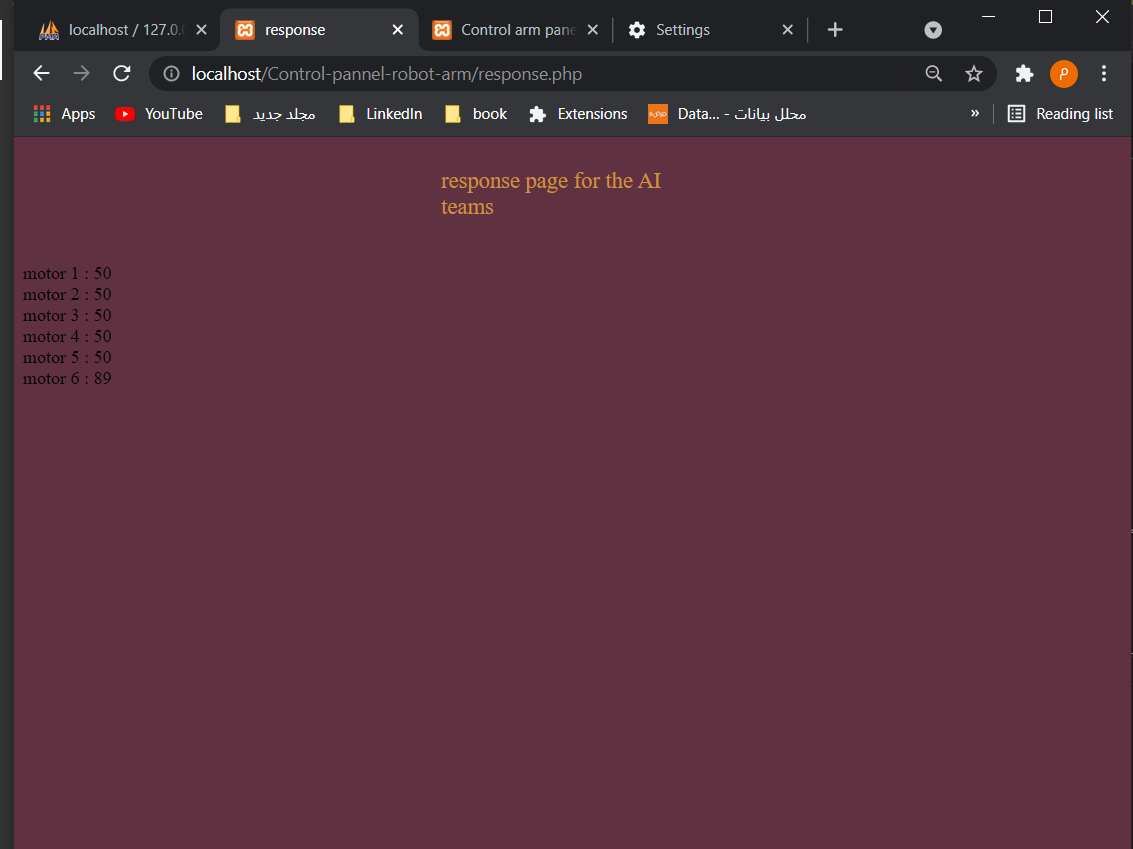 localhost / 127.0.0
response
Control arm pane
Settings
localhost/Control-pannel-robot-arm/response.php
Apps
YouTube
مجلد جديد
LinkedIn
book
Extensions
محلل بيانات - Data...
»
Reading list
response page for the AI
teams
motor 1 : 50
motor 2 : 50
motor 3 : 50
motor 4 : 50
motor 5 : 50
motor 6 : 89